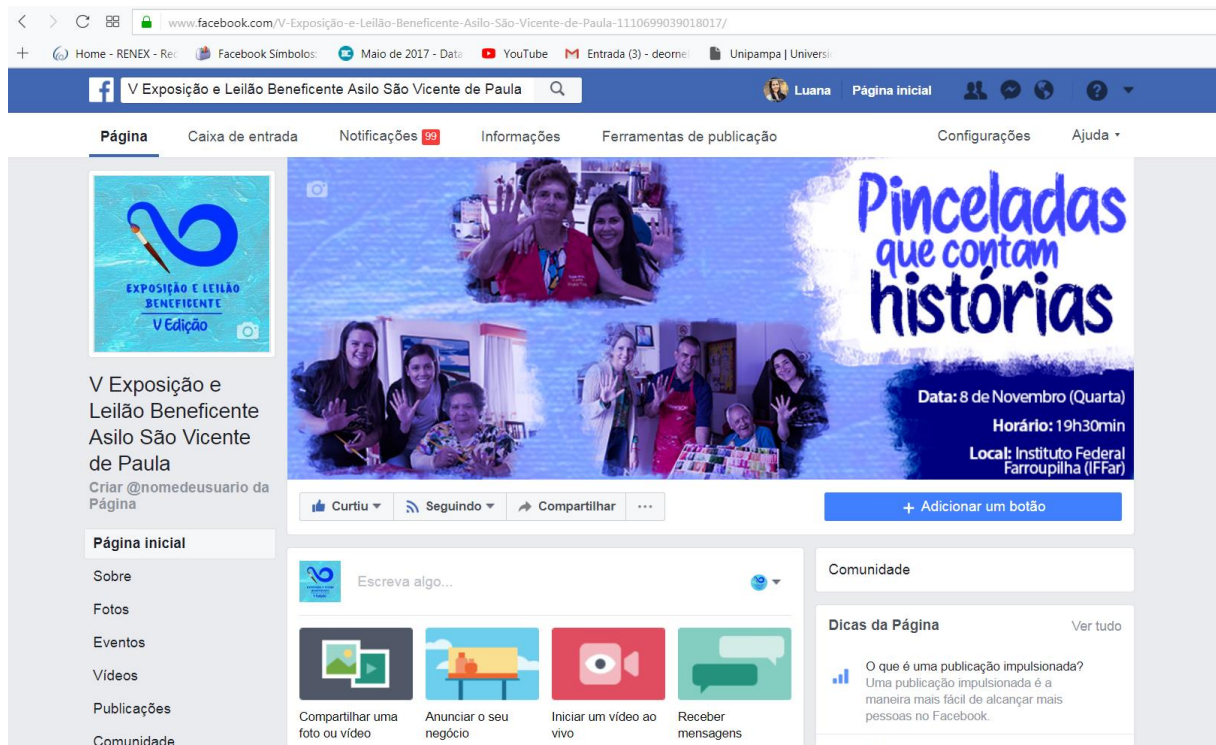 www.facebook.com/V-Exposição-e-Leilão-Beneficente-Asilo-São-Vicente-de-Paula-1110699039018017/
Home - RENEX - Rec
Facebook Símbolos:
Maio de 2017 - Data
YouTube
Entrada (3) - deornel
Unipampa | Universi
V Exposição e Leilão Beneficente Asilo São Vicente de Paula
Luana
Página inicial
Página
Caixa de entrada
Notificações 99
Informações
Ferramentas de publicação
Configurações
Ajuda
EXPOSIÇÃO E LEILÃO
BENEFICENTE
V Edição
Pinceladas
que contam
histórias
Data: 8 de Novembro (Quarta)
Horário: 19h30min
Local: Instituto Federal
Farroupilha (IFFar)
V Exposição e
Leilão Beneficente
Asilo São Vicente
de Paula
Criar @nomedeusuario da
Página
Curtiu
Seguindo
Compartilhar
+ Adicionar um botão
Página inicial
Sobre
Fotos
Eventos
Vídeos
Publicações
Comunidade
Escreva algo...
Compartilhar uma
foto ou vídeo
Anunciar o seu
negócio
Iniciar um vídeo ao
vivo
Receber
mensagens
Comunidade
Dicas da Página
Ver tudo
O que é uma publicação impulsionada?
Uma publicação impulsionada é a
maneira mais fácil de alcançar mais
pessoas no Facebook.